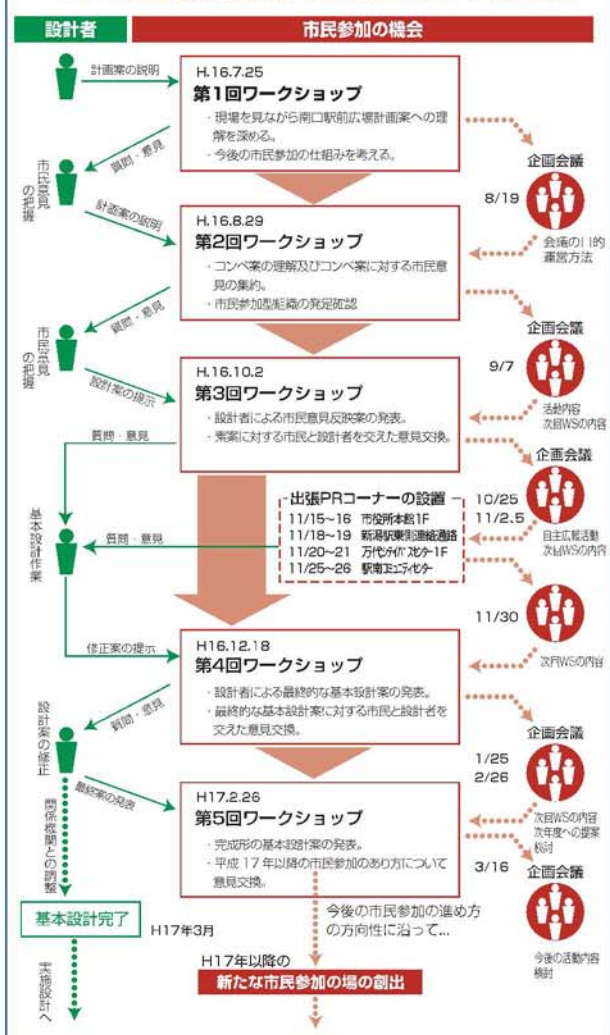 設計者
市民参加の機会
計画案の説明
H.16.7.25
第1回ワークショップ
・現場を見ながら南口駅前広場計画案への理
解を深める。
・今後の市民参加の仕組みを考える。
質問・意見
市民意見
の把握
企画会議
8/19
会議の目的
運営方法
計画案の説明
H.16.8.29
第2回ワークショップ
・コンペ案の理解及びコンペ案に対する市民意
見の集約。
・市民参加型組織の発足確認
質問・意見
市民意見
の把握
企画会議
9/7
活動内容
次回WSの内容
設計案の提示
H.16.10.2
第3回ワークショップ
・設計者による市民意見反映案の発表。
・素案に対する市民と設計者を交えた意見交換。
質問・意見
企画会議
10/25
11/2.5
自主広報活動
次回WSの内容
出張PRコーナーの設置
11/15〜16 市役所本館1F
11/18〜19 新潟駅東側連絡通路
11/20〜21 万代シティバスセンター1F
11/25〜26 駅南コミュニティセンター
質問・意見
基本設計作業
11/30
次回WSの内容
修正案の提示
H16.12.18
第4回ワークショップ
・設計者による最終的な基本設計案の発表。
・最終的な基本設計案に対する市民と設計者を
交えた意見交換。
質問・意見
設計案の修正
企画会議
1/25
2/26
次回WSの内容
次年度への提案
検討
最終案の発表
H17.2.26
第5回ワークショップ
・完成形の基本設計案の発表。
・平成17年以降の市民参加のあり方について
意見交換。
関係機関との調整
3/16
企画会議
今後の活動内容
検討
基本設計完了
H17年3月
今後の市民参加の進め方
の方向性に沿って...
H17年以降の
新たな市民参加の場の創出
実施設計へ